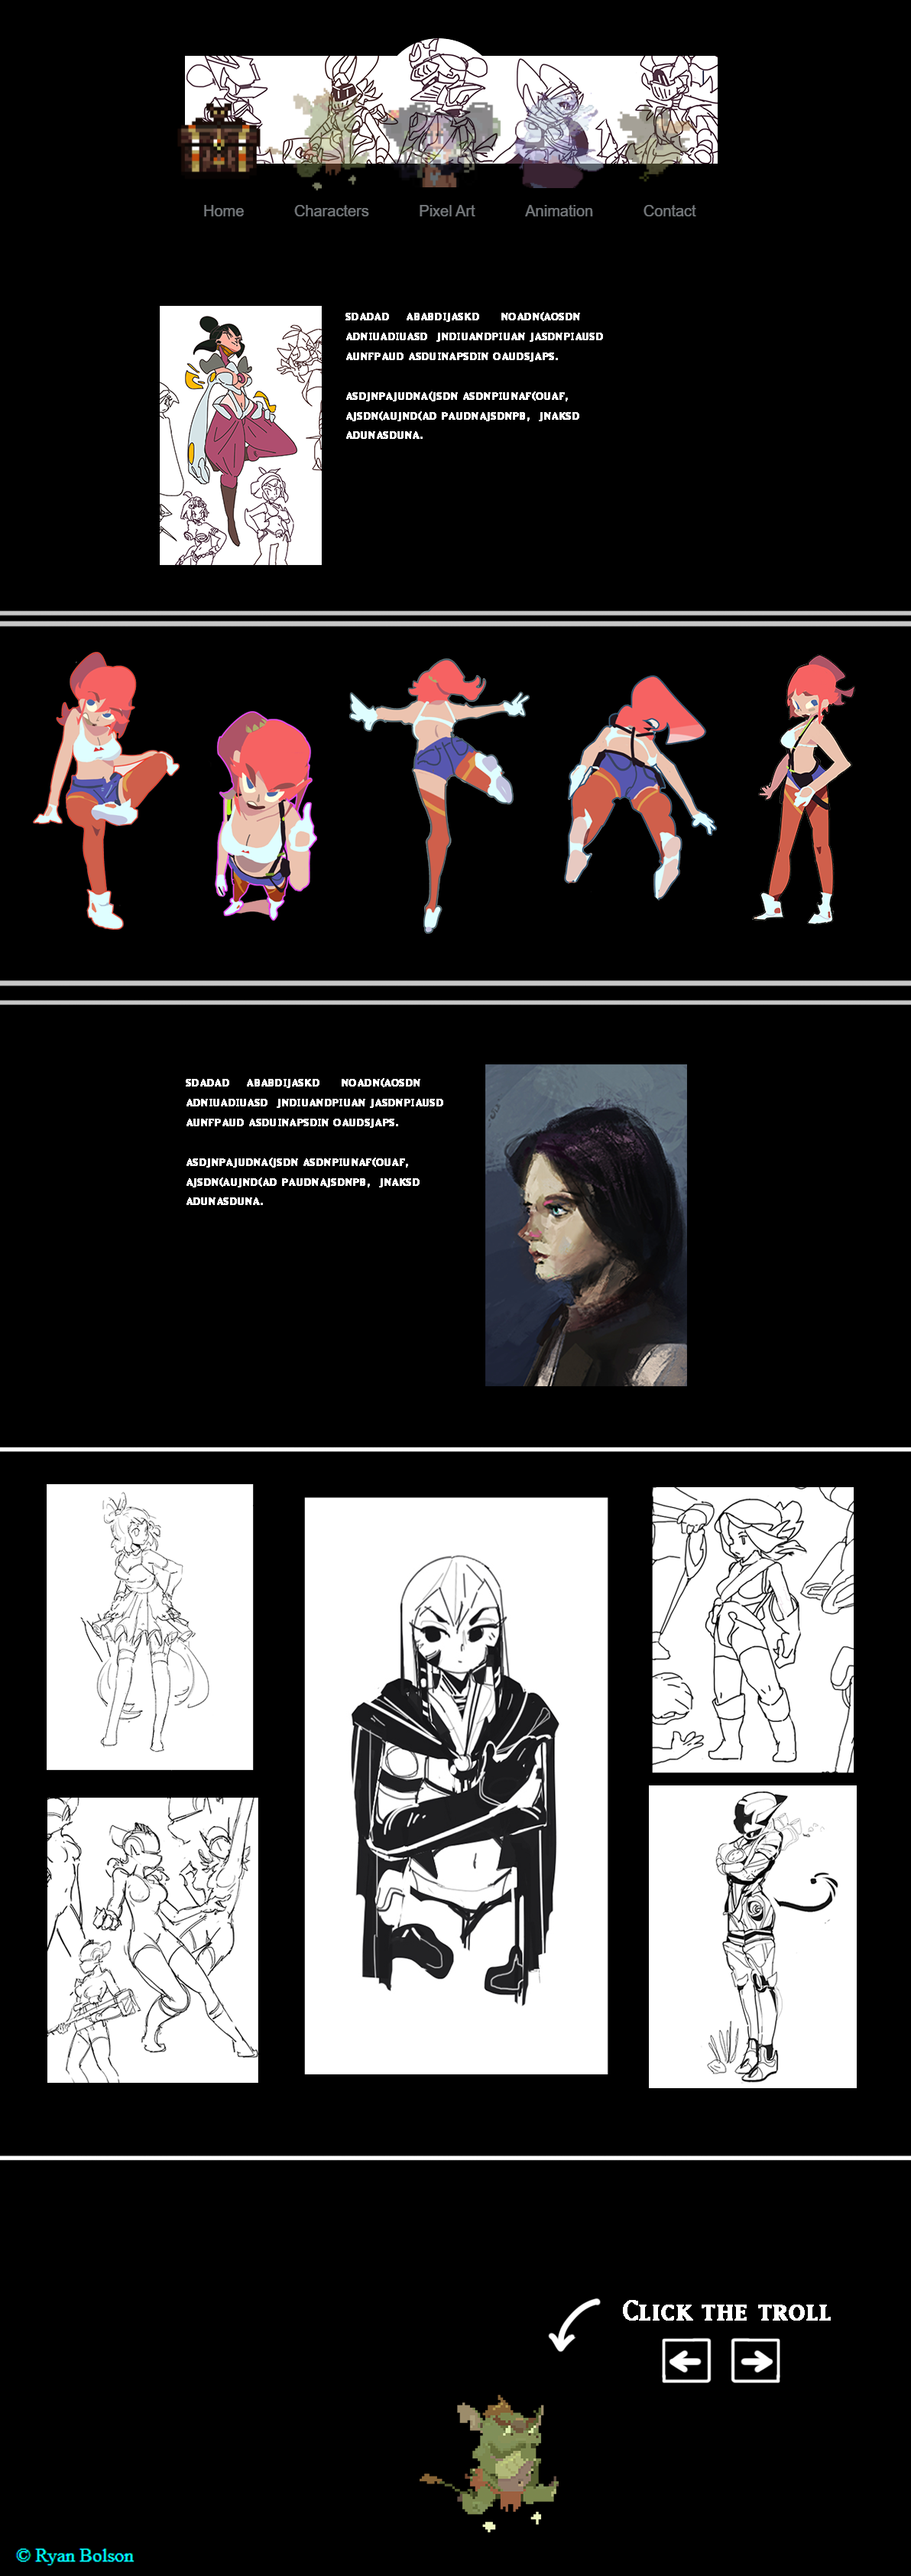 Home Characters Pixel Art Animation Contact
SDADAD ABABDIJASKD NOADN(AOSDN
ADNIUADIUASD JNDIUANDPIUAN JASDNPIAUSD
AUNFPAUD ASDUINAPSDIN OAUDSJAPS.
ASDJNPAJUDNA(JSDN ASDNPIUNAF(OUAF,
AJSDN(AUJND(AD PAUDNAJSDNPB, JNAKSD
ADUNASDUNA.
SDADAD ABABDIJASKD NOADN(AOSDN
ADNIUADIUASD JNDIUANDPIUAN JASDNPIAUSD
AUNFPAUD ASDUINAPSDIN OAUDSJAPS.
ASDJNPAJUDNA(JSDN ASDNPIUNAF(OUAF,
AJSDN(AUJND(AD PAUDNAJSDNPB, JNAKSD
ADUNASDUNA.
CLICK THE TROLL
© Ryan Bolson